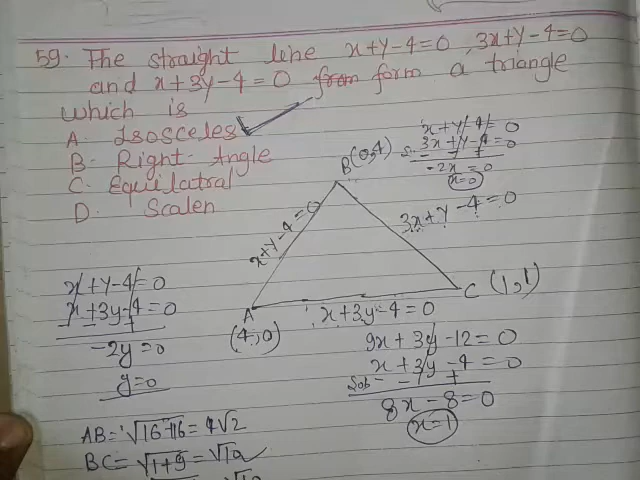 59. The straight line x+y-4=0, 3x+y-4=0
and x+3y-4=0 from form a triangle
which is
A. Isosceles
B. Right-Angle
C. Equilatral
D. Scalen
x+y-4=0
3x+y-4=0
- - +
-2x=0
x=0
B(0,4)
x+y-4=0
3x+y-4=0
A
(4,0)
x+3y-4=0
C (1,1)
x+y-4=0
x+3y-4=0
- - +
-2y=0
y=0
9x+3y-12=0
x+3y-4=0
Sub - - +
8x-8=0
x=1
AB=√16+16=4√2
BC=√1+9=√10
√10